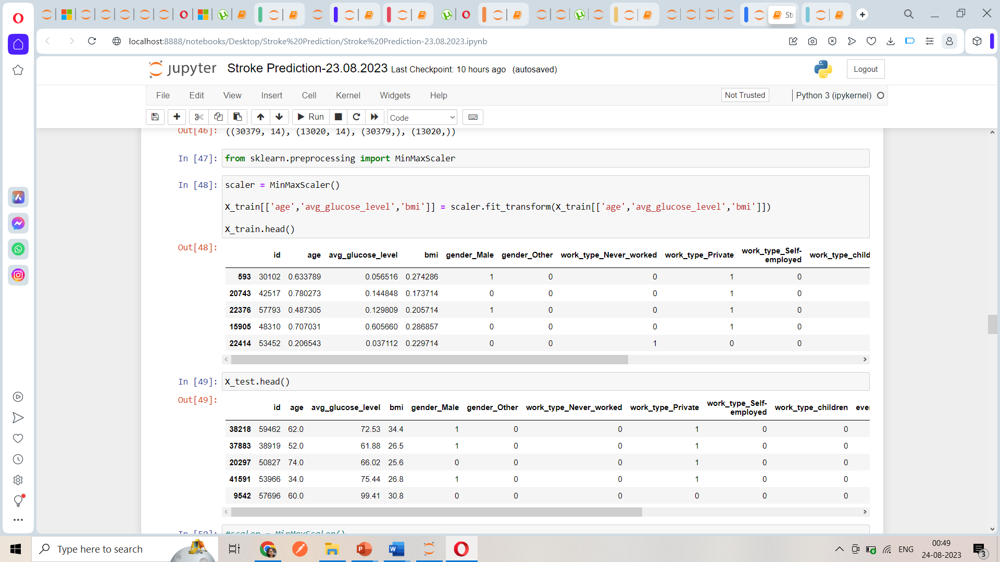 Str
localhost:8888/notebooks/Desktop/Stroke%20Prediction/Stroke%20Prediction-23.08.2023.ipynb
jupyter Stroke Prediction-23.08.2023 Last Checkpoint: 10 hours ago (autosaved) Logout
File Edit View Insert Cell Kernel Widgets Help Not Trusted Python 3 (ipykernel)
Run Code
Out[46]: ((30379, 14), (13020, 14), (30379,), (13020,))
In [47]: from sklearn.preprocessing import MinMaxScaler
In [48]: scaler = MinMaxScaler()
X_train[['age','avg_glucose_level','bmi']] = scaler.fit_transform(X_train[['age','avg_glucose_level','bmi']])
X_train.head()
Out[48]:
id age avg_glucose_level bmi gender_Male gender_Other work_type_Never_worked work_type_Private work_type_Self-employed work_type_child
593 30102 0.633789 0.056516 0.274286 1 0 0 1 0
20743 42517 0.780273 0.144848 0.173714 0 0 0 1 0
22376 57793 0.487305 0.129809 0.205714 1 0 0 1 0
15905 48310 0.707031 0.605660 0.286857 0 0 0 1 0
22414 53452 0.206543 0.037112 0.229714 0 0 1 0 0
In [49]: X_test.head()
Out[49]:
id age avg_glucose_level bmi gender_Male gender_Other work_type_Never_worked work_type_Private work_type_Self-employed work_type_children ever
38218 59462 62.0 72.53 34.4 1 0 0 1 0 0
37883 38919 52.0 61.88 26.5 1 0 0 1 0 0
20297 50827 74.0 66.02 25.6 0 0 0 1 0 0
41591 53966 34.0 75.44 26.8 1 0 0 1 0 0
9542 57696 60.0 99.41 30.8 0 0 0 0 0 0
In [50]: #scaler = MinMaxScaler()
Type here to search ENG 00:49
24-08-2023 3